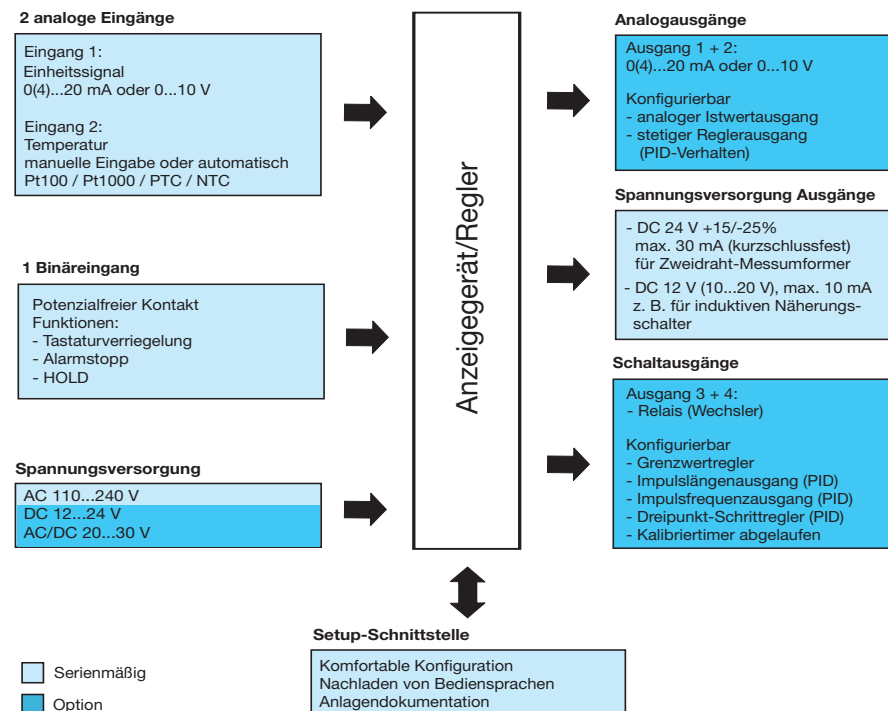 2 analoge Eingänge
Eingang 1:
Einheitssignal
0(4)...20 mA oder 0...10 V
Eingang 2:
Temperatur
manuelle Eingabe oder automatisch
Pt100 / Pt1000 / PTC / NTC
1 Binäreingang
Potenzialfreier Kontakt
Funktionen:
- Tastaturverriegelung
- Alarmstopp
- HOLD
Spannungsversorgung
AC 110...240 V
DC 12...24 V
AC/DC 20...30 V
Anzeigegerät/Regler
Analogausgänge
Ausgang 1 + 2:
0(4)...20 mA oder 0...10 V
Konfigurierbar
- analoger Istwertausgang
- stetiger Reglerausgang
(PID-Verhalten)
Spannungsversorgung Ausgänge
- DC 24 V +15/-25%
max. 30 mA (kurzschlussfest)
für Zweidraht-Messumformer
- DC 12 V (10...20 V), max. 10 mA
z. B. für induktiven Näherungs-
schalter
Schaltausgänge
Ausgang 3 + 4:
- Relais (Wechsler)
Konfigurierbar
- Grenzwertregler
- Impulslängenausgang (PID)
- Impulsfrequenzausgang (PID)
- Dreipunkt-Schrittregler (PID)
- Kalibriertimer abgelaufen
Setup-Schnittstelle
Komfortable Konfiguration
Nachladen von Bediensprachen
Anlagendokumentation
Serienmäßig
Option